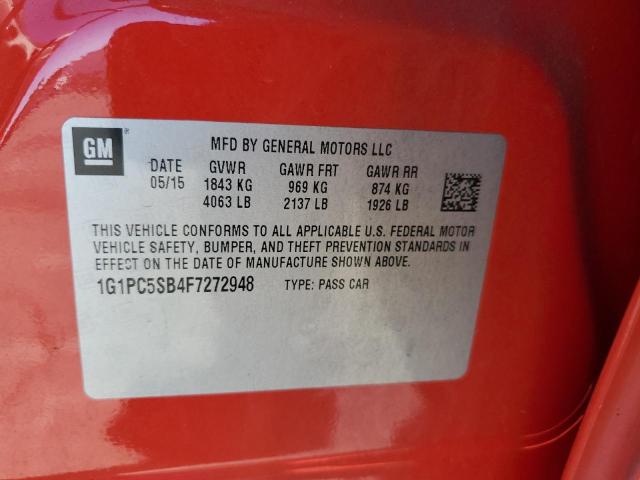 GM
MFD BY GENERAL MOTORS LLC
DATE GVWR GAWR FRT GAWR RR
05/15 1843 KG 969 KG 874 KG
4063 LB 2137 LB 1926 LB
THIS VEHICLE CONFORMS TO ALL APPLICABLE U.S. FEDERAL MOTOR
VEHICLE SAFETY, BUMPER, AND THEFT PREVENTION STANDARDS IN
EFFECT ON THE DATE OF MANUFACTURE SHOWN ABOVE.
1G1PC5SB4F7272948 TYPE: PASS CAR